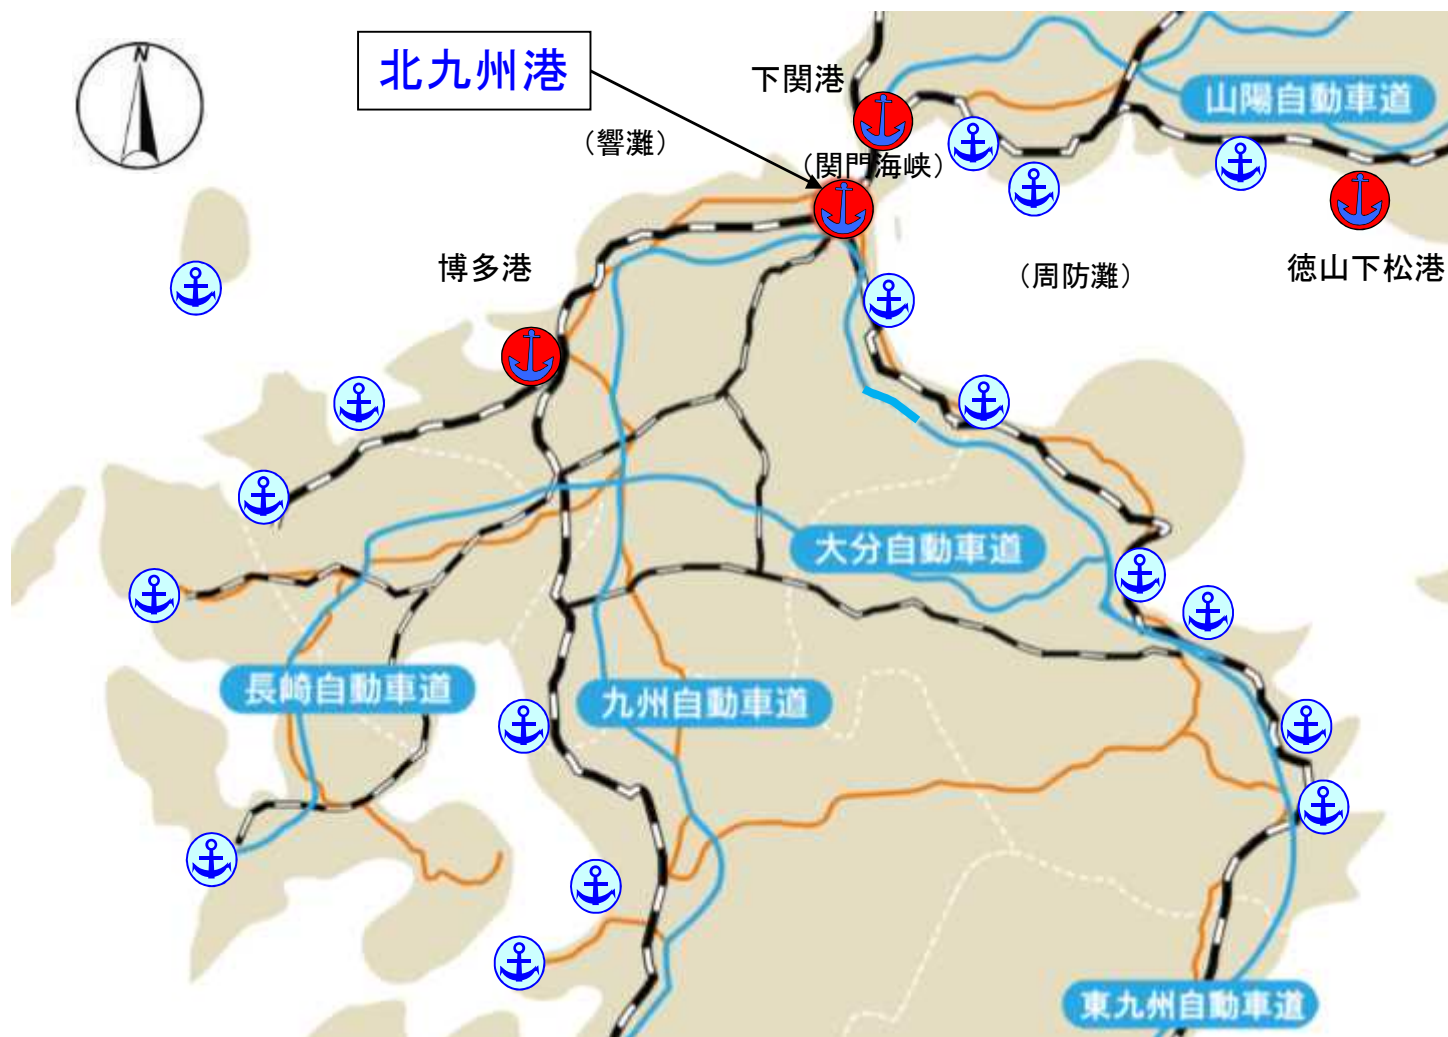 N
北九州港
下関港
山陽自動車道
（響灘）
（関門海峡）
博多港
（周防灘）
徳山下松港
大分自動車道
長崎自動車道
九州自動車道
東九州自動車道